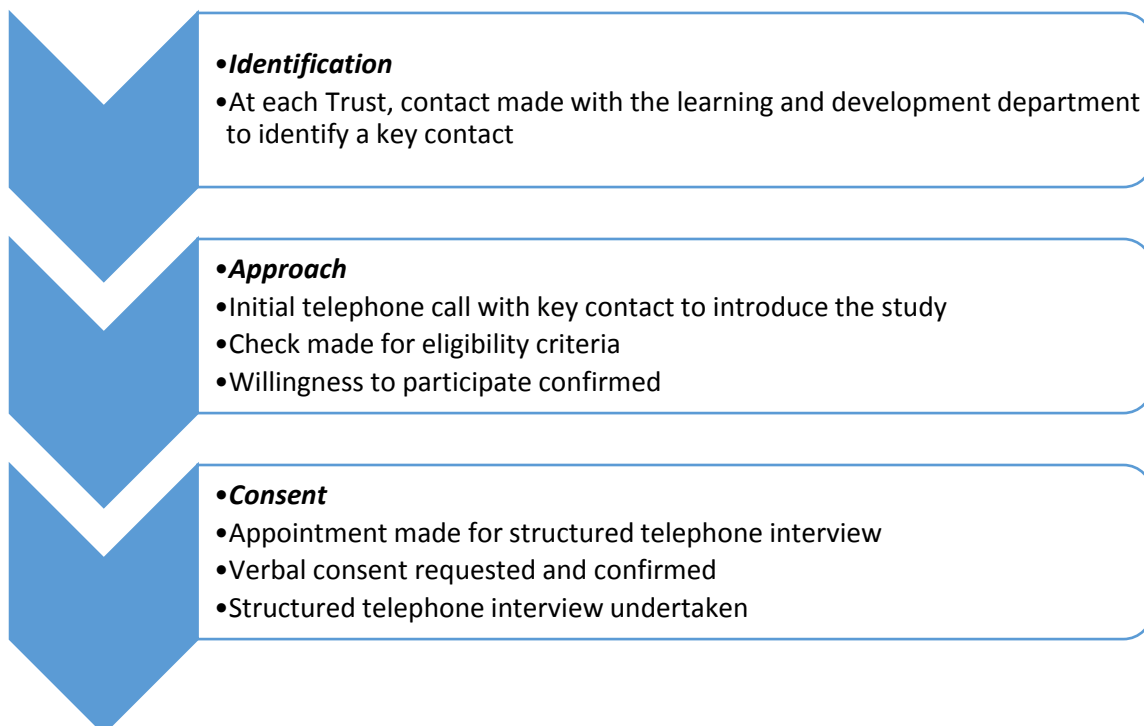 •Identification
•At each Trust, contact made with the learning and development department
to identify a key contact
•Approach
•Initial telephone call with key contact to introduce the study
•Check made for eligibility criteria
•Willingness to participate confirmed
•Consent
•Appointment made for structured telephone interview
•Verbal consent requested and confirmed
•Structured telephone interview undertaken